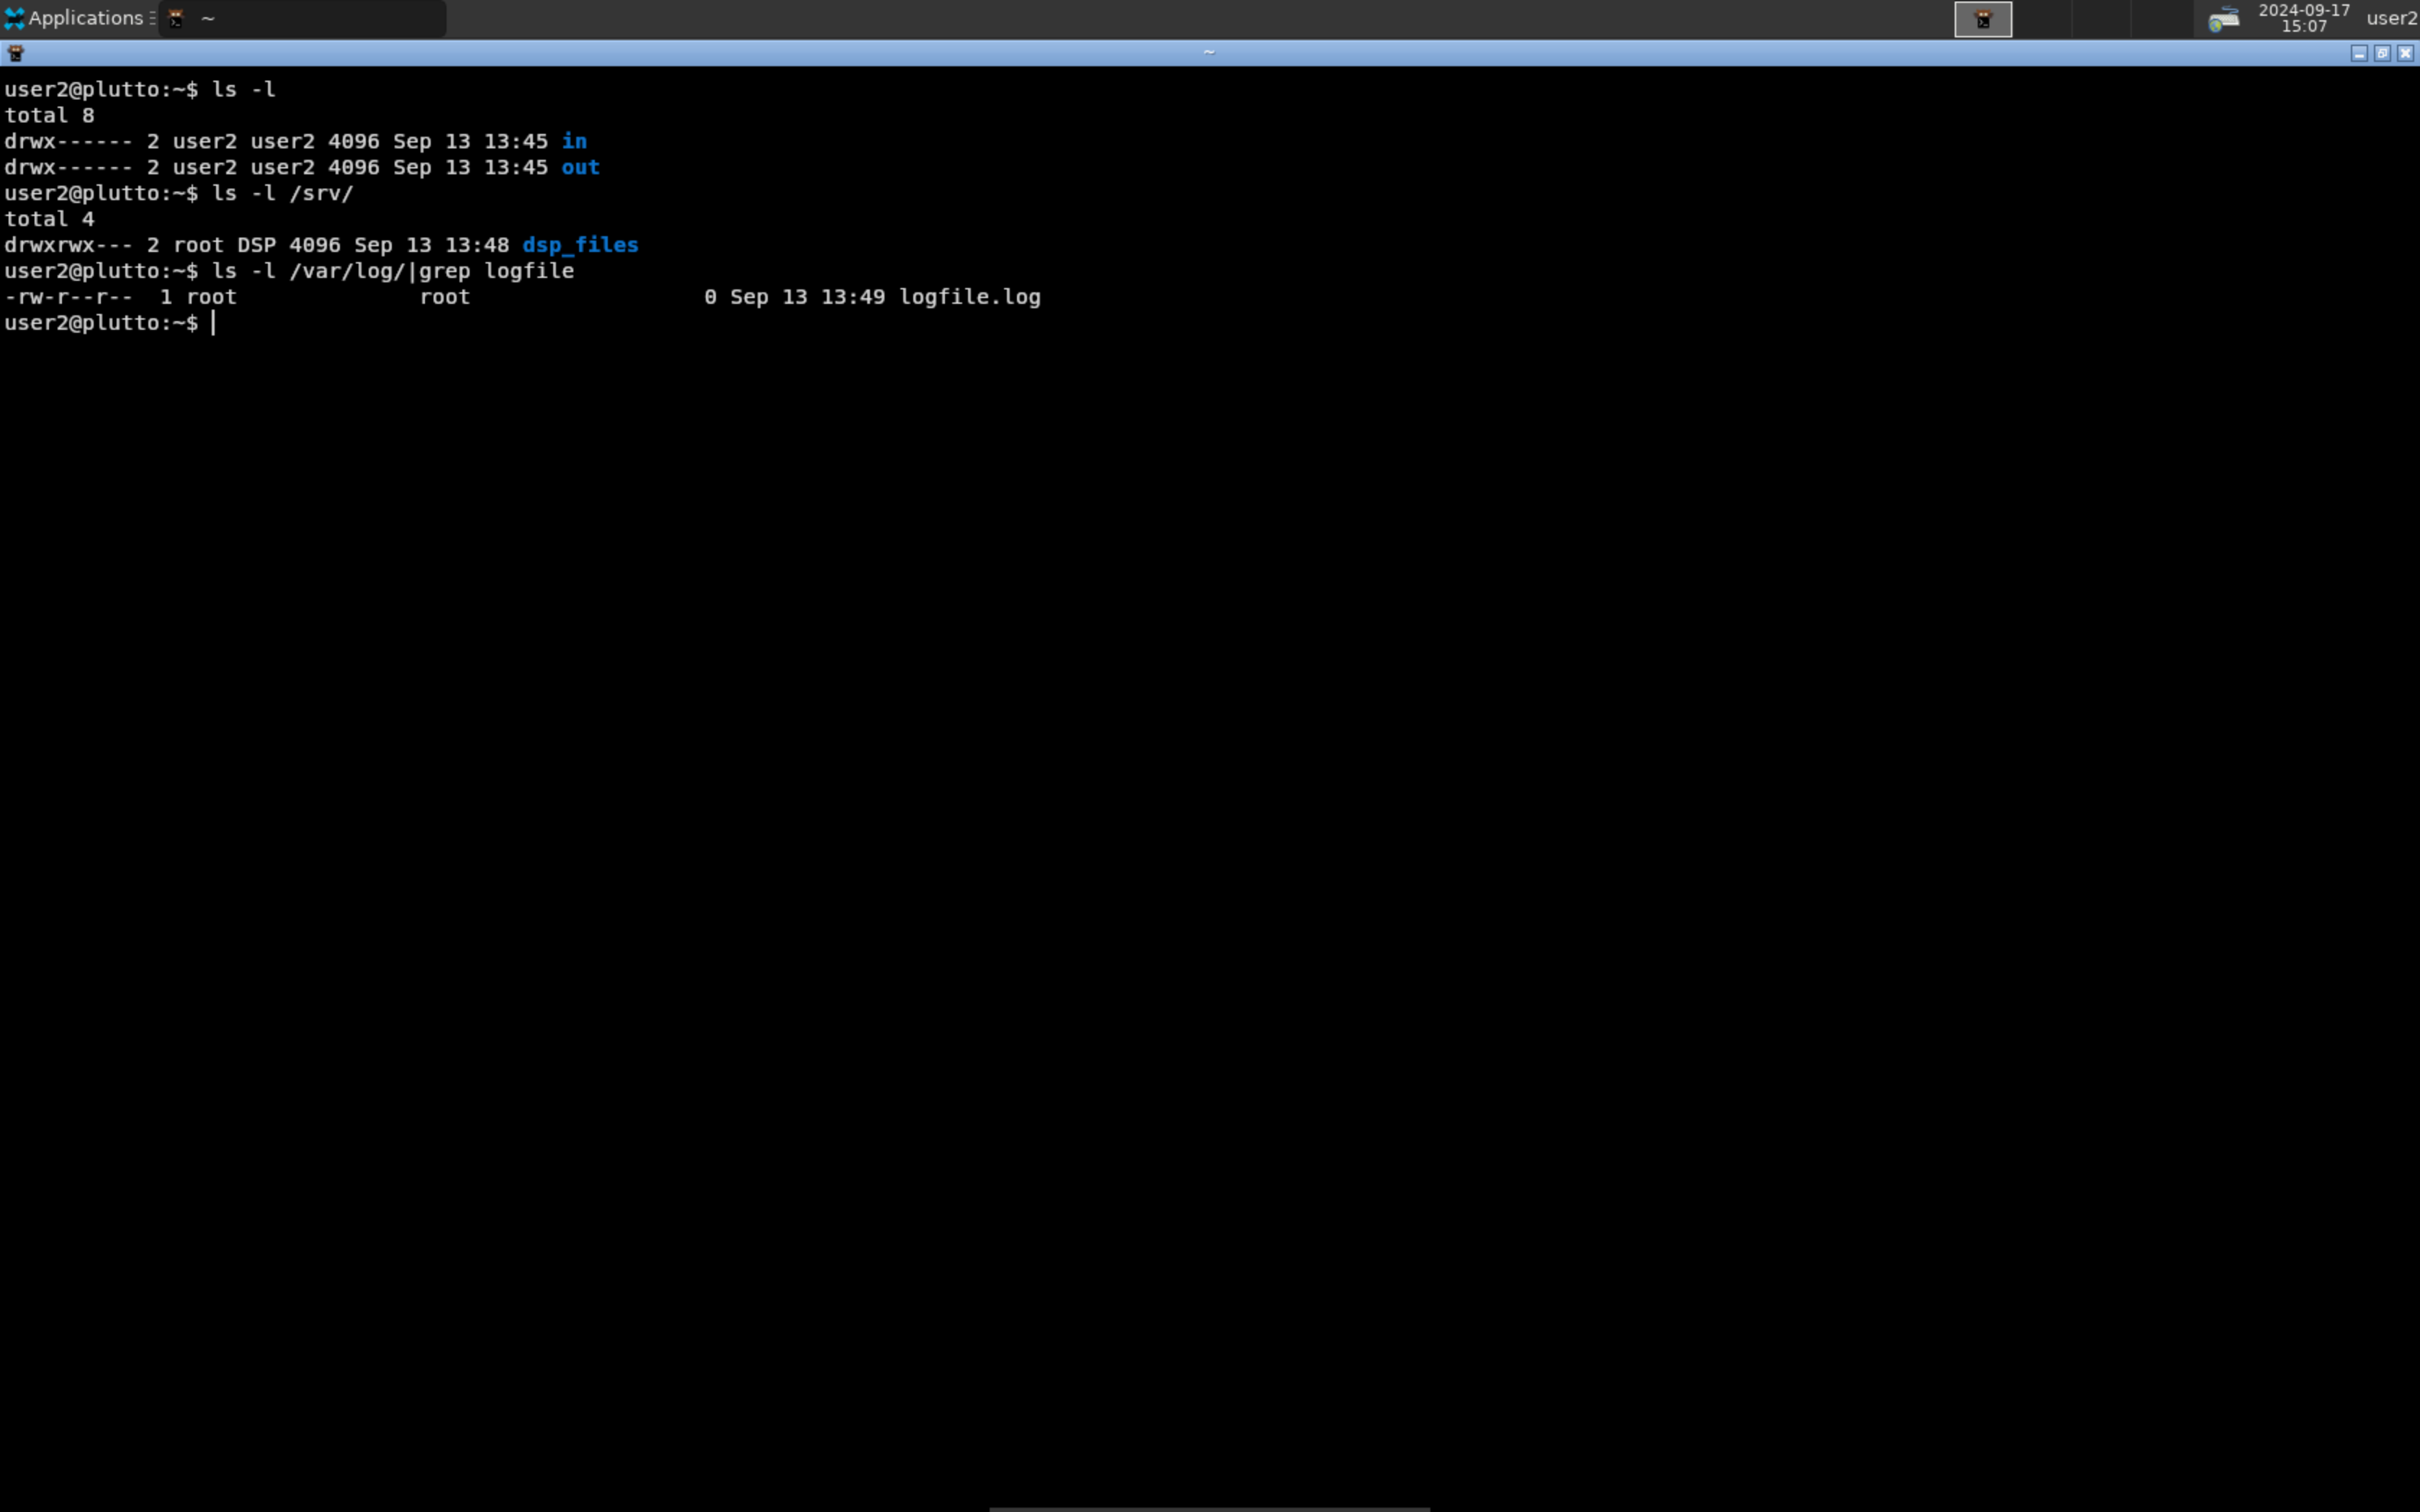 Applications ~ 2024-09-17 user2
15:07
~
user2@plutto:~$ ls -l
total 8
drwx------ 2 user2 user2 4096 Sep 13 13:45 in
drwx------ 2 user2 user2 4096 Sep 13 13:45 out
user2@plutto:~$ ls -l /srv/
total 4
drwxrwx--- 2 root DSP 4096 Sep 13 13:48 dsp_files
user2@plutto:~$ ls -l /var/log/|grep logfile
-rw-r--r--  1 root              root                  0 Sep 13 13:49 logfile.log
user2@plutto:~$